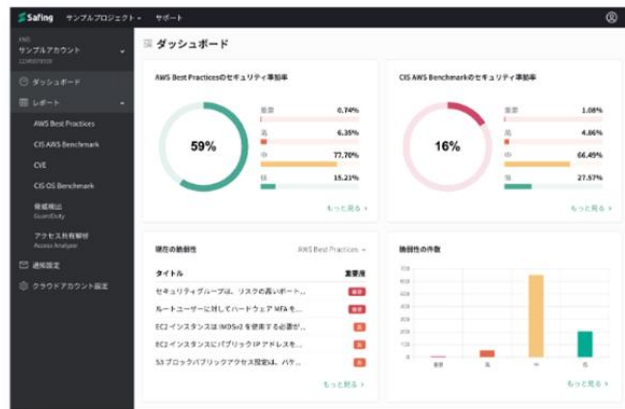 Safing サンプルプロジェクト サポート
AWS
サンプルアカウント
ダッシュボード
レポート
AWS Best Practices
CIS AWS Benchmark
CVE
CIS OS Benchmark
脅威検出
GuardDuty
アクセス共有解析
Access Analyzer
通知設定
クラウドアカウント設定
ダッシュボード
AWS Best Practicesのセキュリティ準拠率
59%
重要 0.74%
高 6.35%
中 77.70%
低 15.21%
もっと見る
CIS AWS Benchmarkのセキュリティ準拠率
16%
重要 1.08%
高 4.86%
中 66.49%
低 27.57%
もっと見る
現在の脆弱性 AWS Best Practices
タイトル 重要度
セキュリティグループは、リスクの高いポート... 重要
ルートユーザーに対してハードウェア MFA を... 重要
EC2 インスタンスは IMDSv2 を使用する必要が... 高
EC2 インスタンスにパブリック IP アドレスを... 高
S3 ブロックパブリックアクセス設定は、バケ... 高
もっと見る
脆弱性の件数
700
600
500
400
300
200
100
0
重要 高 中 低
もっと見る